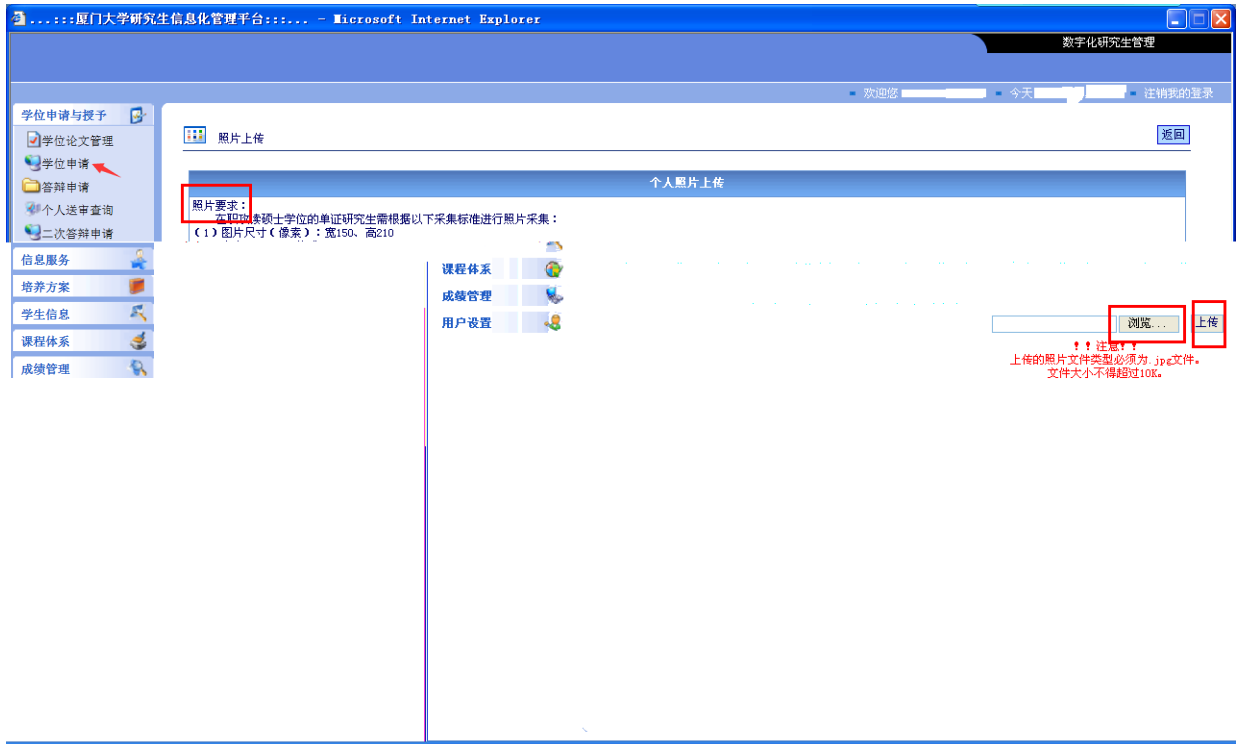 ...:::厦门大学研究生信息化管理平台:::... - Microsoft Internet Explorer
数字化研究生管理
欢迎您
今天
注销我的登录
学位申请与授予
学位论文管理
学位申请
答辩申请
个人送审查询
二次答辩申请
信息服务
培养方案
学生信息
课程体系
成绩管理
照片上传
返回
个人照片上传
照片要求：
在职攻读硕士学位的单证研究生需根据以下采集标准进行照片采集：
(1)图片尺寸(像素)：宽150、高210
课程体系
成绩管理
用户设置
浏览...
上传
！！注意！！
上传的照片文件类型必须为.jpg文件。
文件大小不得超过10K。